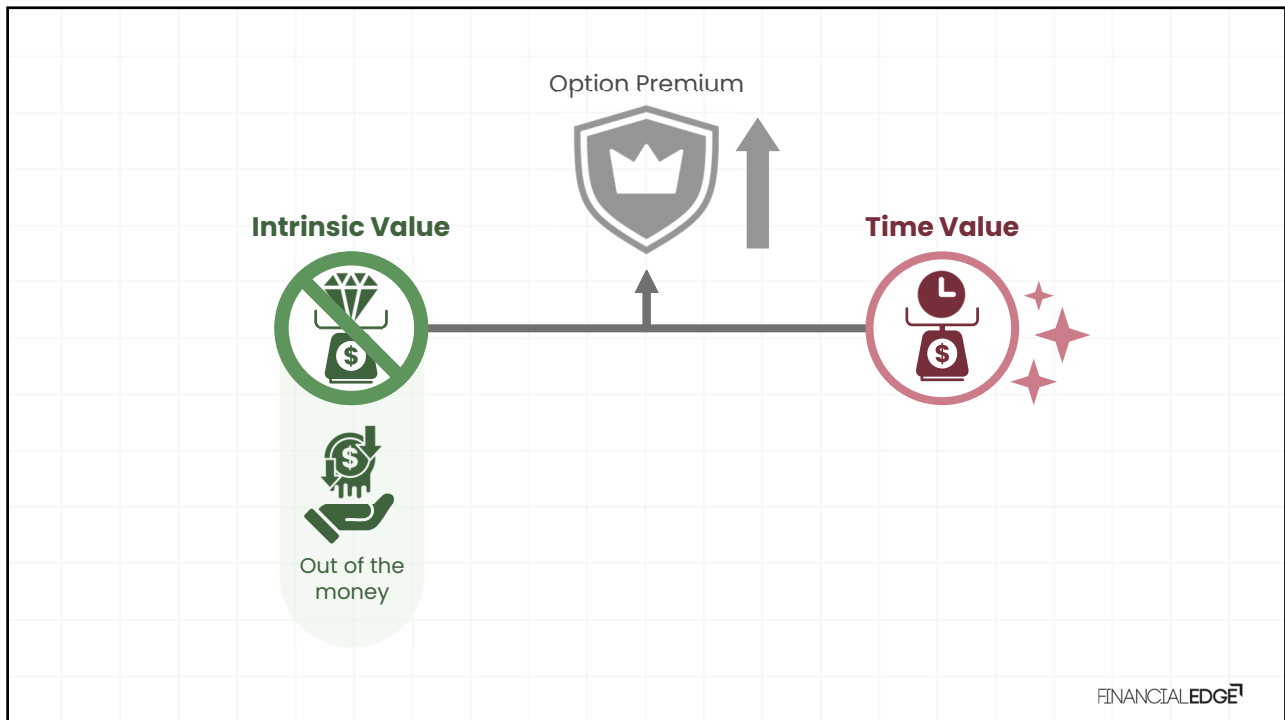 Option Premium
Intrinsic Value
Time Value
$
$
$
Out of the
money
FINANCIALEDGE